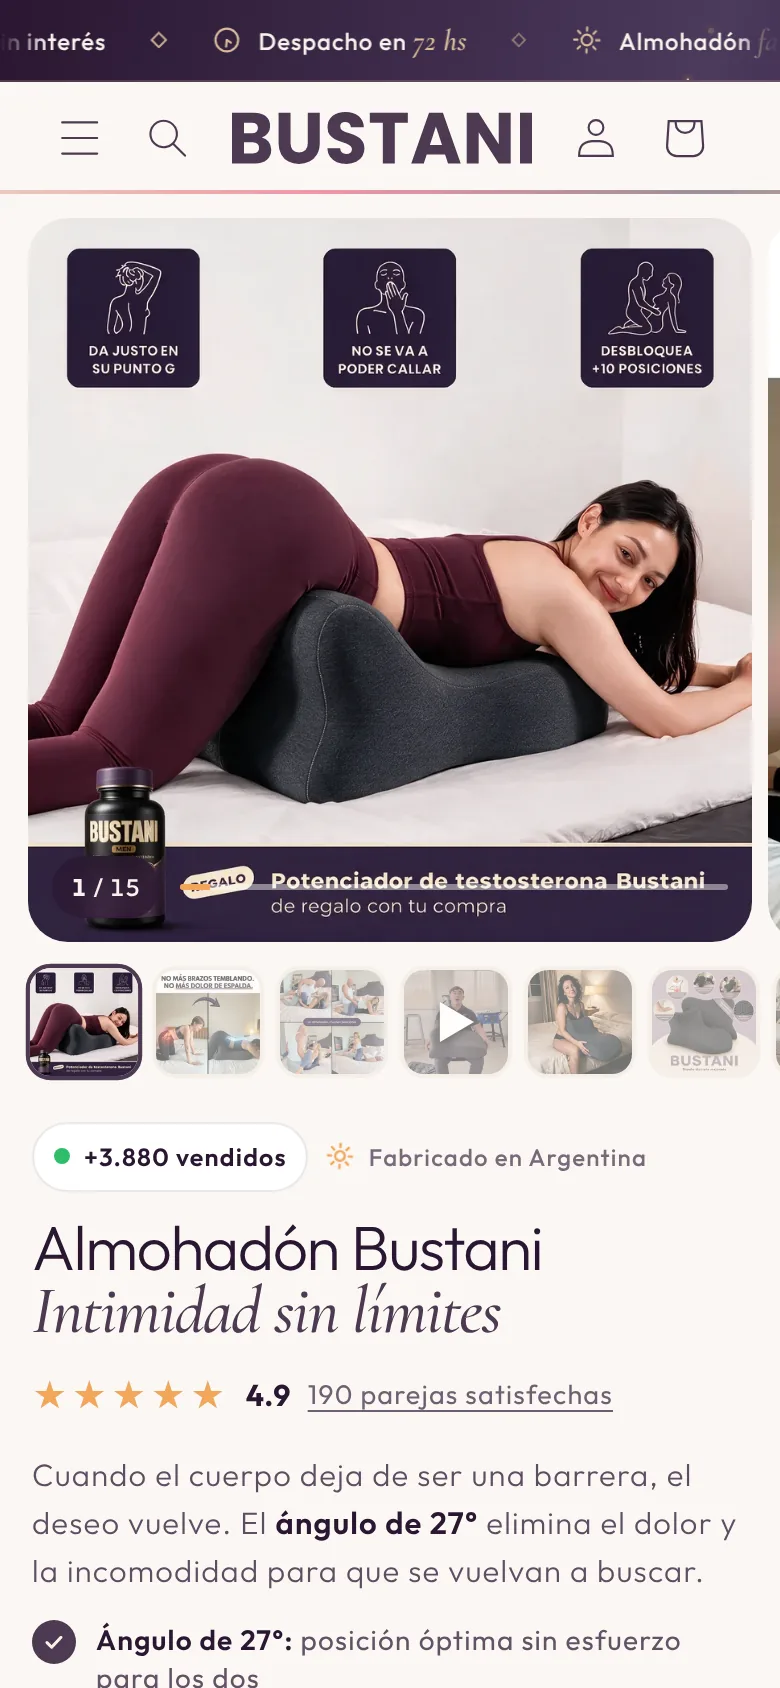 in interés ◇ Despacho en 72 hs ◇ Almohadón
BUSTANI
DA JUSTO EN
SU PUNTO G
NO SE VA A
PODER CALLAR
DESBLOQUEA
+10 POSICIONES
BUSTANI
MEN
1 / 15
REGALO
Potenciador de testosterona Bustani
de regalo con tu compra
NO MÁS BRAZOS TEMBLANDO.
NO MÁS DOLOR DE ESPALDA.
BUSTANI
+3.880 vendidos
Fabricado en Argentina
Almohadón Bustani
Intimidad sin límites
4.9 190 parejas satisfechas
Cuando el cuerpo deja de ser una barrera, el
deseo vuelve. El ángulo de 27° elimina el dolor y
la incomodidad para que se vuelvan a buscar.
Ángulo de 27°: posición óptima sin esfuerzo
para los dos